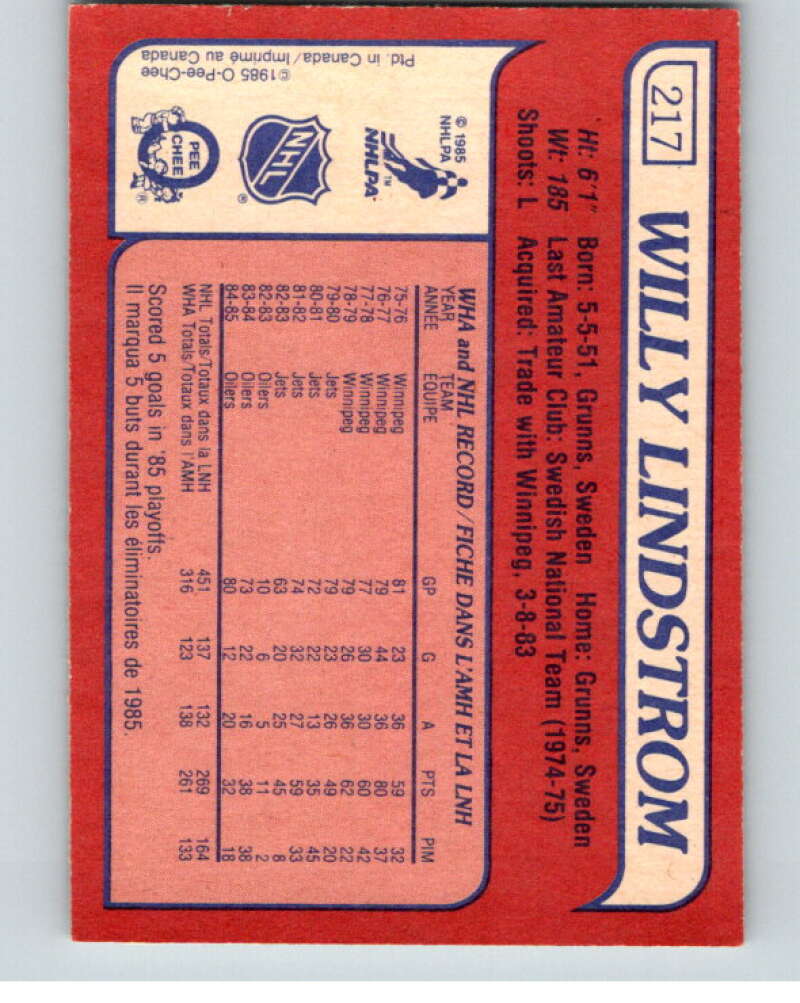 217 WILLY LINDSTROM
Ht: 6'1" Born: 5-5-51, Grunns, Sweden Home: Grunns, Sweden
Wt: 185 Last Amateur Club: Swedish National Team (1974-75)
Shoots: L Acquired: Trade with Winnipeg, 3-8-83
© 1985
NHLPA
NHLPA™
NHL ®
PEE
CHEE ®
©1985 O-Pee-Chee
Ptd. in Canada/Imprimé au Canada
WHA and NHL RECORD/FICHE DANS L'AMH ET LA LNH
YEAR TEAM
ANNÉE EQUIPE GP G A PTS PIM
75-76 Winnipeg 81 23 36 59 32
76-77 Winnipeg 79 44 36 80 37
77-78 Winnipeg 77 30 30 60 42
78-79 Winnipeg 79 26 36 62 22
79-80 Jets 79 23 26 49 20
80-81 Jets 72 22 13 35 45
81-82 Jets 74 32 27 59 33
82-83 Jets 63 20 25 45 8
82-83 Oilers 10 6 5 11 2
83-84 Oilers 73 22 16 38 38
84-85 Oilers 80 12 20 32 18
NHL Totals/Totaux dans la LNH 451 137 132 269 164
WHA Totals/Totaux dans l'AMH 316 123 138 261 133
Scored 5 goals in '85 playoffs.
Il marqua 5 buts durant les éliminatoires de 1985.